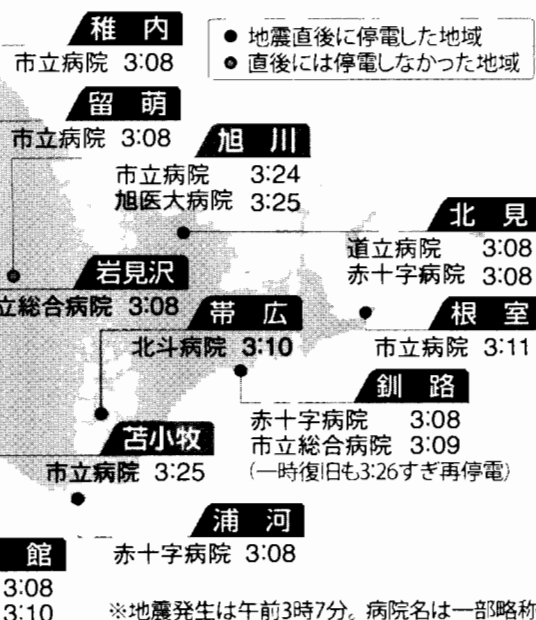 稚内
市立病院 3:08
● 地震直後に停電した地域
● 直後には停電しなかった地域
留萌
市立病院 3:08
旭川
市立病院 3:24
旭医大病院 3:25
北見
道立病院 3:08
赤十字病院 3:08
岩見沢
立総合病院 3:08
帯広
北斗病院 3:10
根室
市立病院 3:11
釧路
赤十字病院 3:08
市立総合病院 3:09
(一時復旧も3:26すぎ再停電)
苫小牧
市立病院 3:25
浦河
赤十字病院 3:08
館
3:08
3:10
※地震発生は午前3時7分。病院名は一部略称